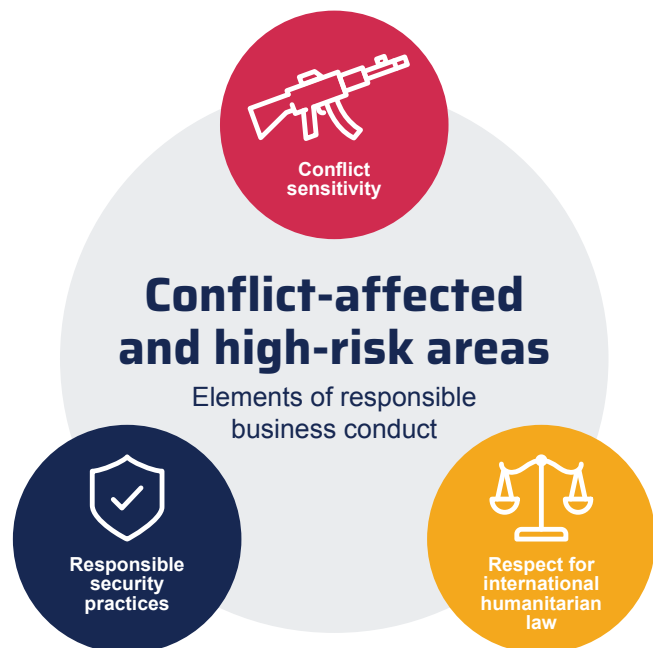 Conflict
sensitivity
Conflict-affected
and high-risk areas
Elements of responsible
business conduct
Responsible
security
practices
Respect for
international
humanitarian
law